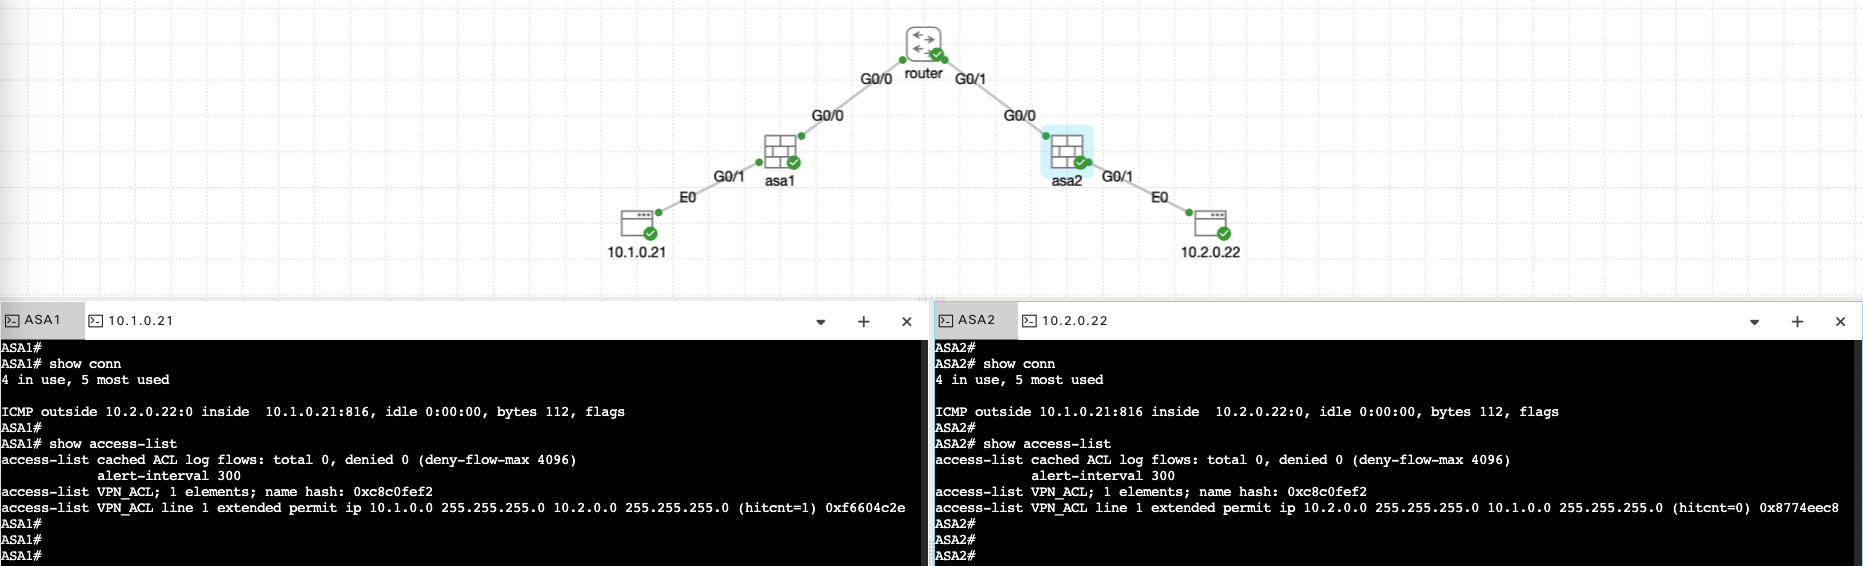 router
G0/0
G0/1
G0/0
G0/0
asa1
asa2
G0/1
G0/1
E0
E0
10.1.0.21
10.2.0.22
ASA1
10.1.0.21
ASA1#
ASA1# show conn
4 in use, 5 most used
ICMP outside 10.2.0.22:0 inside  10.1.0.21:816, idle 0:00:00, bytes 112, flags
ASA1#
ASA1# show access-list
access-list cached ACL log flows: total 0, denied 0 (deny-flow-max 4096)
            alert-interval 300
access-list VPN_ACL; 1 elements; name hash: 0xc8c0fef2
access-list VPN_ACL line 1 extended permit ip 10.1.0.0 255.255.255.0 10.2.0.0 255.255.255.0 (hitcnt=1) 0xf6604c2e
ASA1#
ASA1#
ASA1#
ASA2
10.2.0.22
ASA2#
ASA2# show conn
4 in use, 5 most used
ICMP outside 10.1.0.21:816 inside  10.2.0.22:0, idle 0:00:00, bytes 112, flags
ASA2#
ASA2# show access-list
access-list cached ACL log flows: total 0, denied 0 (deny-flow-max 4096)
            alert-interval 300
access-list VPN_ACL; 1 elements; name hash: 0xc8c0fef2
access-list VPN_ACL line 1 extended permit ip 10.2.0.0 255.255.255.0 10.1.0.0 255.255.255.0 (hitcnt=0) 0x8774eec8
ASA2#
ASA2#
ASA2#